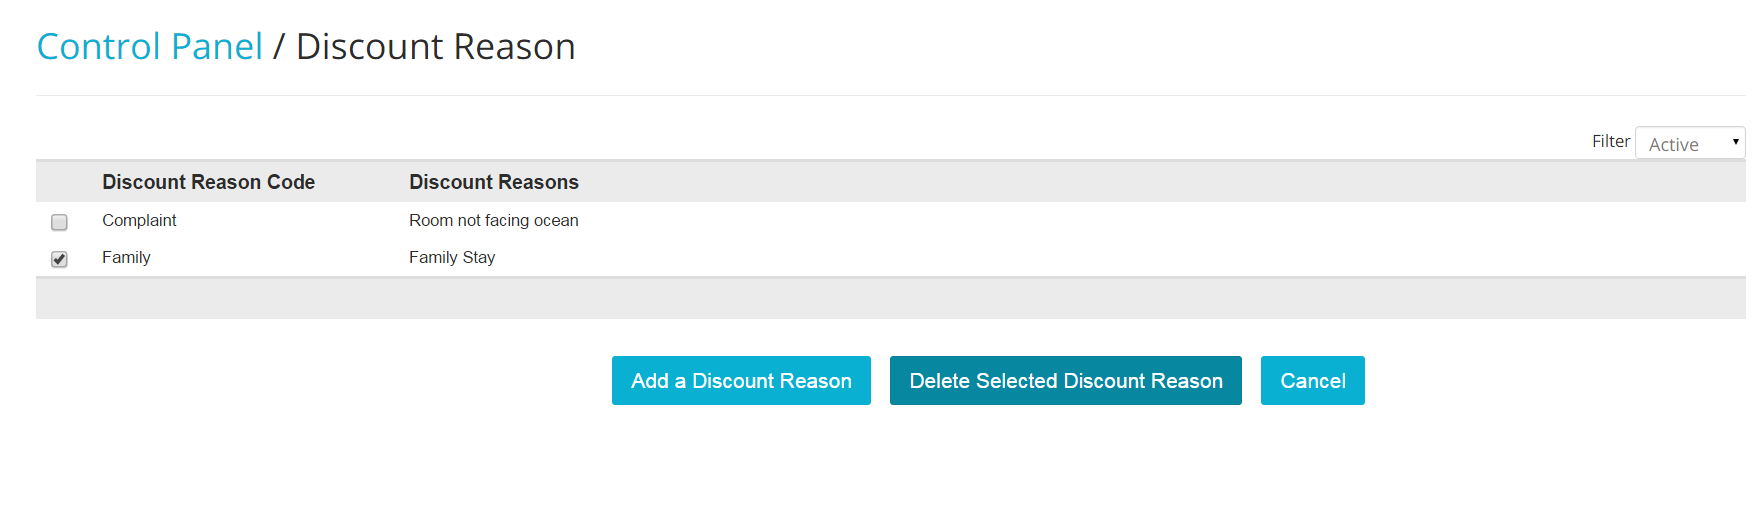 Control Panel / Discount Reason
Filter Active
Discount Reason Code Discount Reasons
Complaint Room not facing ocean
Family Family Stay
Add a Discount Reason Delete Selected Discount Reason Cancel